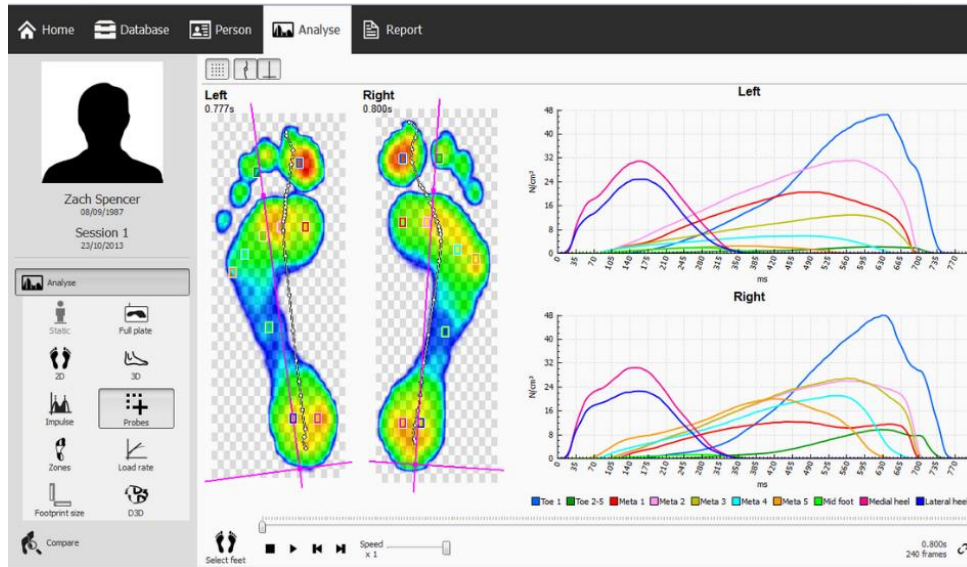 Home Database Person Analyse Report
Zach Spencer
08/09/1987
Session 1
23/10/2013
Analyse
Static Full plate
2D 3D
Impulse Probes
Zones Load rate
Footprint size D3D
Compare
Left Right
0.777s 0.800s
Left
N/cm²
48
36
24
16
8
0
0 35 70 105 140 175 210 245 280 315 350 385 420 455 490 525 560 595 630 665 700 735 770
ms
Right
N/cm²
48
36
24
16
8
0
0 35 70 105 140 175 210 245 280 315 350 385 420 455 490 525 560 595 630 665 700 735 770
ms
Toe 1 Toe 2-5 Meta 1 Meta 2 Meta 3 Meta 4 Meta 5 Mid foot Medial heel Lateral heel
Select feet
Speed
x 1
0.800s
240 frames